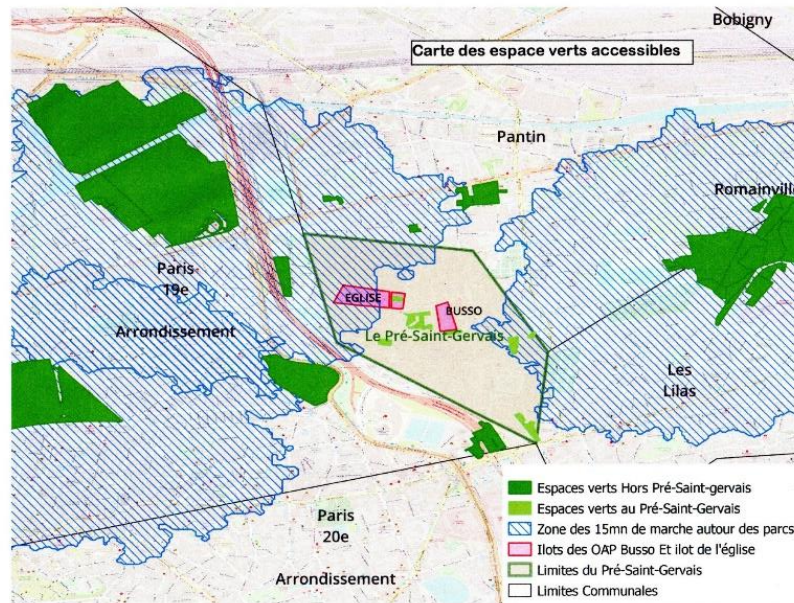 Bobigny
Carte des espace verts accessibles
Pantin
Romainville
Paris
19e
Arrondissement
EGLISE
BUSSO
Le Pré-Saint-Gervais
Les
Lilas
Paris
20e
Arrondissement
Espaces verts Hors Pré-Saint-gervais
Espaces verts au Pré-Saint-Gervais
Zone des 15mn de marche autour des parcs
Ilots des OAP Busso Et ilot de l'église
Limites du Pré-Saint-Gervais
Limites Communales